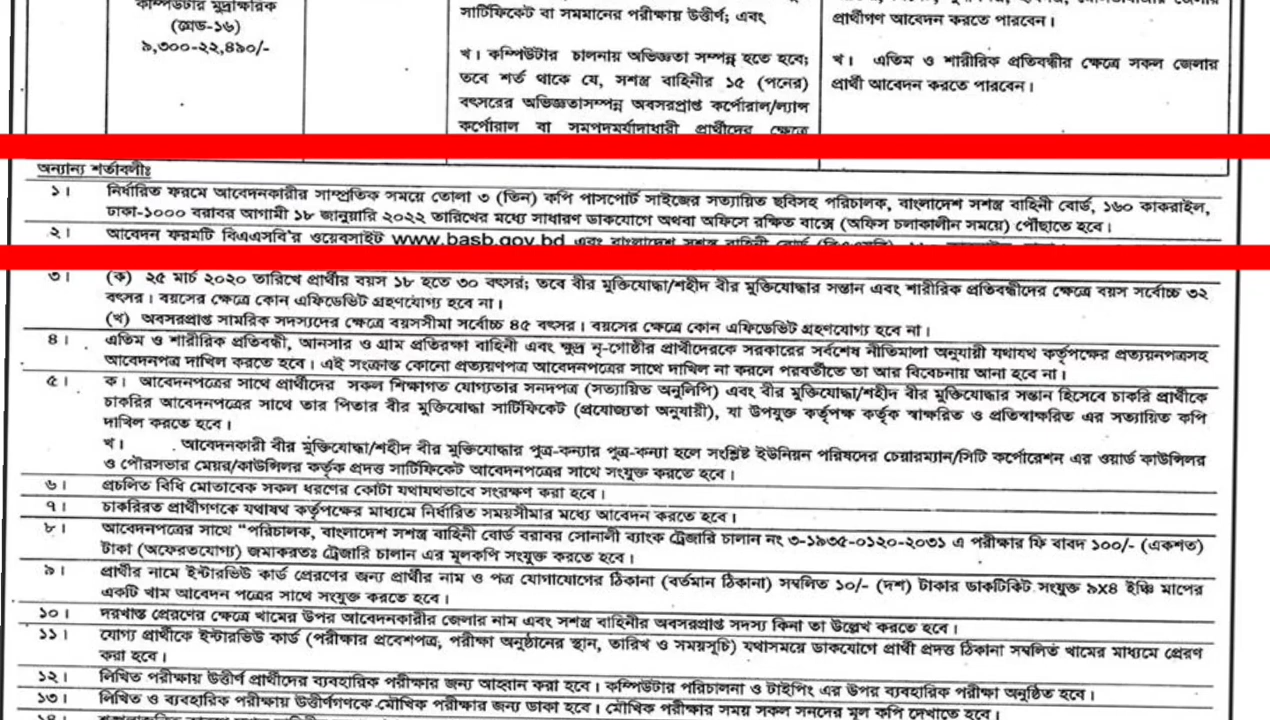 কম্পিউটার মুদ্রাক্ষরিক
(গ্রেড-১৬)
৯,৩০০-২২,৪৯০/-
সার্টিফিকেট বা সমমানের পরীক্ষায় উত্তীর্ণ; এবং
খ। কম্পিউটার চালনায় অভিজ্ঞতা সম্পন্ন হতে হবে;
তবে শর্ত থাকে যে, সশস্ত্র বাহিনীর ১৫ (পনের)
বৎসরের অভিজ্ঞতাসম্পন্ন অবসরপ্রাপ্ত কর্পোরাল/ল্যান্স
কর্পোরাল বা সমপদমর্যাদাধারী প্রার্থীদের ক্ষেত্রে
প্রার্থীগণ আবেদন করতে পারবেন।
খ। এতিম ও শারীরিক প্রতিবন্ধীর ক্ষেত্রে সকল জেলার
প্রার্থী আবেদন করতে পারবেন।
অন্যান্য শর্তাবলীঃ
১। নির্ধারিত ফরমে আবেদনকারীর সাম্প্রতিক সময়ে তোলা ৩ (তিন) কপি পাসপোর্ট সাইজের সত্যায়িত ছবিসহ পরিচালক, বাংলাদেশ সশস্ত্র বাহিনী বোর্ড, ১৬০ কাকরাইল,
ঢাকা-১০০০ বরাবর আগামী ১৮ জানুয়ারি ২০২২ তারিখের মধ্যে সাধারণ ডাকযোগে অথবা অফিসে রক্ষিত বাক্সে (অফিস চলাকালীন সময়ে) পৌঁছাতে হবে।
২। আবেদন ফরমটি বিএএসবি'র ওয়েবসাইট www.basb.gov.bd এবং বাংলাদেশ সশস্ত্র বাহিনী বোর্ড
৩। (ক) ২৫ মার্চ ২০২০ তারিখে প্রার্থীর বয়স ১৮ হতে ৩০ বৎসর; তবে বীর মুক্তিযোদ্ধা/শহীদ বীর মুক্তিযোদ্ধার সন্তান এবং শারীরিক প্রতিবন্ধীদের ক্ষেত্রে বয়স সর্বোচ্চ ৩২
বৎসর। বয়সের ক্ষেত্রে কোন এফিডেভিট গ্রহণযোগ্য হবে না।
(খ) অবসরপ্রাপ্ত সামরিক সদস্যদের ক্ষেত্রে বয়সসীমা সর্বোচ্চ ৪৫ বৎসর। বয়সের ক্ষেত্রে কোন এফিডেভিট গ্রহণযোগ্য হবে না।
৪। এতিম ও শারীরিক প্রতিবন্ধী, আনসার ও গ্রাম প্রতিরক্ষা বাহিনী এবং ক্ষুদ্র নৃ-গোষ্ঠীর প্রার্থীদেরকে সরকারের সর্বশেষ নীতিমালা অনুযায়ী যথাযথ কর্তৃপক্ষের প্রত্যয়নপত্রসহ
আবেদনপত্র দাখিল করতে হবে। এই সংক্রান্ত কোনো প্রত্যয়ণপত্র আবেদনপত্রের সাথে দাখিল না করলে পরবর্তীতে তা আর বিবেচনায় আনা হবে না।
৫। ক। আবেদনপত্রের সাথে প্রার্থীদের সকল শিক্ষাগত যোগ্যতার সনদপত্র (সত্যায়িত অনুলিপি) এবং বীর মুক্তিযোদ্ধা/শহীদ বীর মুক্তিযোদ্ধার সন্তান হিসেবে চাকরি প্রার্থীকে
চাকরির আবেদনপত্রের সাথে তার পিতার বীর মুক্তিযোদ্ধা সার্টিফিকেট (প্রযোজ্যতা অনুযায়ী), যা উপযুক্ত কর্তৃপক্ষ কর্তৃক স্বাক্ষরিত ও প্রতিস্বাক্ষরিত এর সত্যায়িত কপি
দাখিল করতে হবে।
খ। আবেদনকারী বীর মুক্তিযোদ্ধা/শহীদ বীর মুক্তিযোদ্ধার পুত্র-কন্যার পুত্র-কন্যা হলে সংশ্লিষ্ট ইউনিয়ন পরিষদের চেয়ারম্যান/সিটি কর্পোরেশন এর ওয়ার্ড কাউন্সিলর
ও পৌরসভার মেয়র/কাউন্সিলর কর্তৃক প্রদত্ত সার্টিফিকেট আবেদনপত্রের সাথে সংযুক্ত করতে হবে।
৬। প্রচলিত বিধি মোতাবেক সকল ধরণের কোটা যথাযথভাবে সংরক্ষণ করা হবে।
৭। চাকরিরত প্রার্থীগণকে যথাযথ কর্তৃপক্ষের মাধ্যমে নির্ধারিত সময়সীমার মধ্যে আবেদন করতে হবে।
৮। আবেদনপত্রের সাথে "পরিচালক, বাংলাদেশ সশস্ত্র বাহিনী বোর্ড বরাবর সোনালী ব্যাংক ট্রেজারি চালান নং ৩-১৯৩৫-০১২০-২০৩১ এ পরীক্ষার ফি বাবদ ১০০/- (একশত)
টাকা (অফেরতযোগ্য) জমাকরতঃ ট্রেজারি চালান এর মূলকপি সংযুক্ত করতে হবে।
৯। প্রার্থীর নামে ইন্টারভিউ কার্ড প্রেরণের জন্য প্রার্থীর নাম ও পত্র যোগাযোগের ঠিকানা (বর্তমান ঠিকানা) সম্বলিত ১০/- (দশ) টাকার ডাকটিকিট সংযুক্ত ৯X৪ ইঞ্চি মাপের
একটি খাম আবেদন পত্রের সাথে সংযুক্ত করতে হবে।
১০। দরখাস্ত প্রেরণের ক্ষেত্রে খামের উপর আবেদনকারীর জেলার নাম এবং সশস্ত্র বাহিনীর অবসরপ্রাপ্ত সদস্য কিনা তা উল্লেখ করতে হবে।
১১। যোগ্য প্রার্থীকে ইন্টারভিউ কার্ড (পরীক্ষার প্রবেশপত্র, পরীক্ষা অনুষ্ঠানের স্থান, তারিখ ও সময়সূচি) যথাসময়ে ডাকযোগে প্রার্থী প্রদত্ত ঠিকানা সম্বলিত খামের মাধ্যমে প্রেরণ
করা হবে।
১২। লিখিত পরীক্ষায় উত্তীর্ণ প্রার্থীদের ব্যবহারিক পরীক্ষার জন্য আহবান করা হবে। কম্পিউটার পরিচালনা ও টাইপিং এর উপর ব্যবহারিক পরীক্ষা অনুষ্ঠিত হবে।
১৩। লিখিত ও ব্যবহারিক পরীক্ষায় উত্তীর্ণগণকে মৌখিক পরীক্ষার জন্য ডাকা হবে। মৌখিক পরীক্ষার সময় সকল সনদের মূল কপি দেখাতে হবে।
১৪।